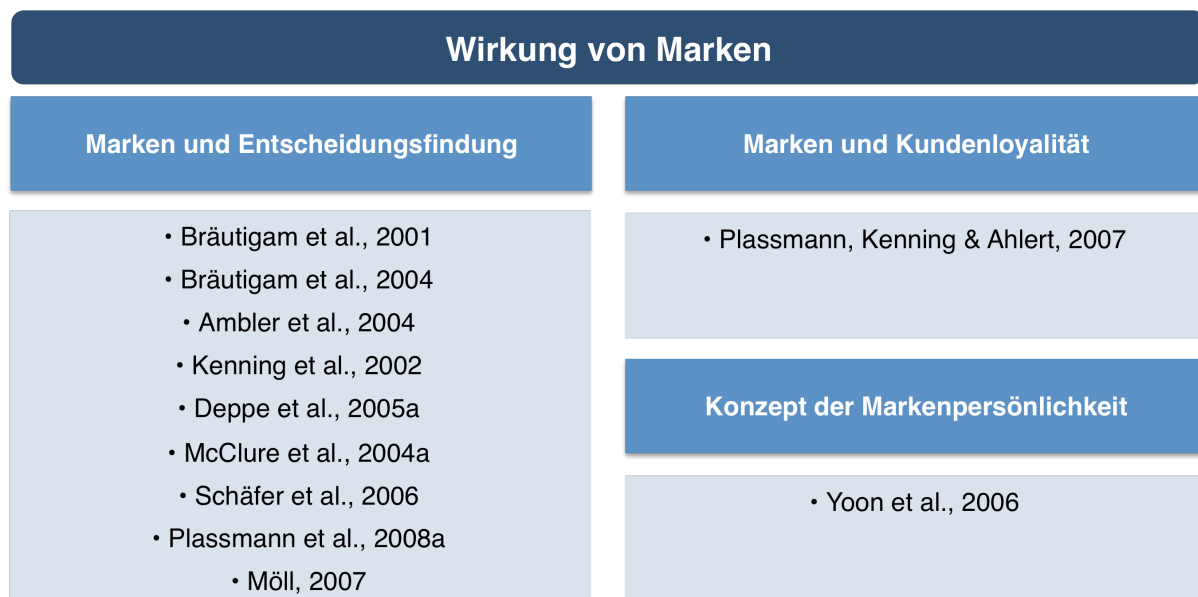 Wirkung von Marken
Marken und Entscheidungsfindung
• Bräutigam et al., 2001
• Bräutigam et al., 2004
• Ambler et al., 2004
• Kenning et al., 2002
• Deppe et al., 2005a
• McClure et al., 2004a
• Schäfer et al., 2006
• Plassmann et al., 2008a
• Möll, 2007
Marken und Kundenloyalität
• Plassmann, Kenning & Ahlert, 2007
Konzept der Markenpersönlichkeit
• Yoon et al., 2006